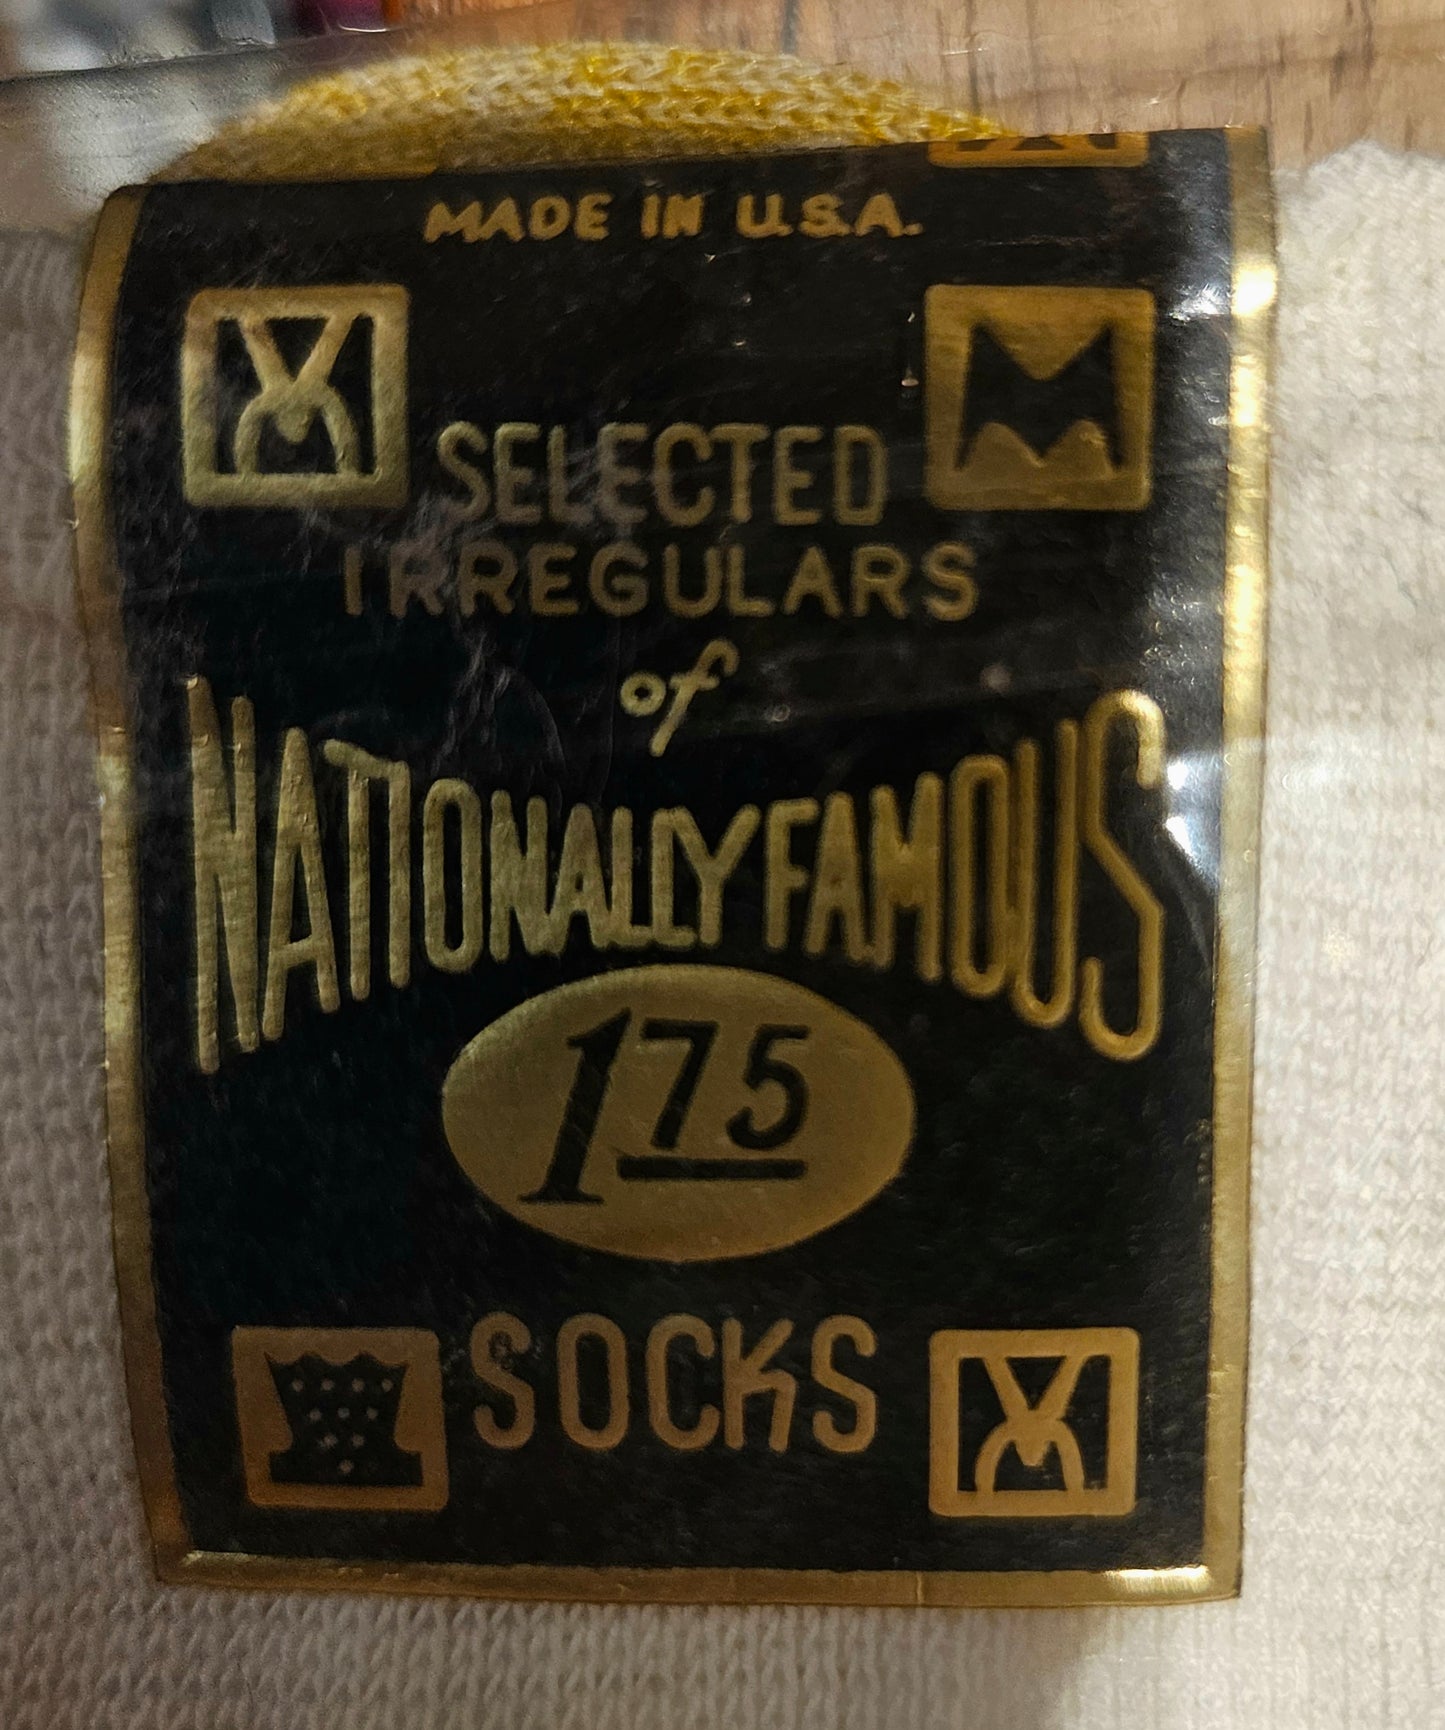 MADE IN U.S.A.
SELECTED
IRREGULARS
of
NATIONALLY FAMOUS
175
SOCKS